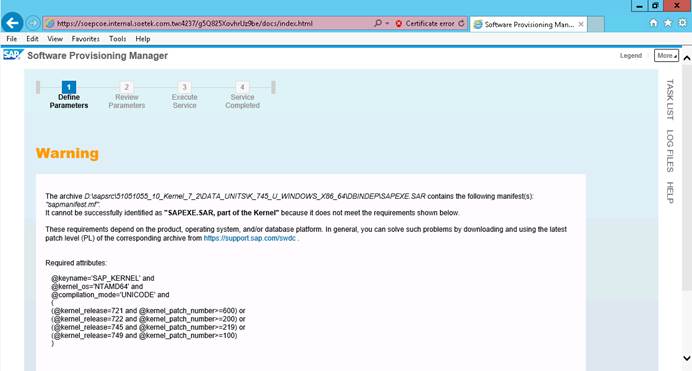 https://soepcoe.internal.soetek.com.tw:4237/g5Q825XovhrUz9be/docs/index.html
Certificate error
Software Provisioning Man...
File Edit View Favorites Tools Help
SAP Software Provisioning Manager
Legend
More
1
Define
Parameters
2
Review
Parameters
3
Execute
Service
4
Service
Completed
TASK LIST
LOG FILES
HELP
Warning
The archive D:\sapsrc\51051055_10_Kernel_7_2\DATA_UNITS\K_745_U_WINDOWS_X86_64\DBINDEP\SAPEXE.SAR contains the following manifest(s):
"sapmanifest.mf".
It cannot be successfully identified as "SAPEXE.SAR, part of the Kernel" because it does not meet the requirements shown below.
These requirements depend on the product, operating system, and/or database platform. In general, you can solve such problems by downloading and using the latest
patch level (PL) of the corresponding archive from https://support.sap.com/swdc .
Required attributes:
@keyname='SAP_KERNEL' and
@kernel_os='NTAMD64' and
@compilation_mode='UNICODE' and
(
(@kernel_release=721 and @kernel_patch_number>=600) or
(@kernel_release=722 and @kernel_patch_number>=200) or
(@kernel_release=745 and @kernel_patch_number>=219) or
(@kernel_release=749 and @kernel_patch_number>=100)
)